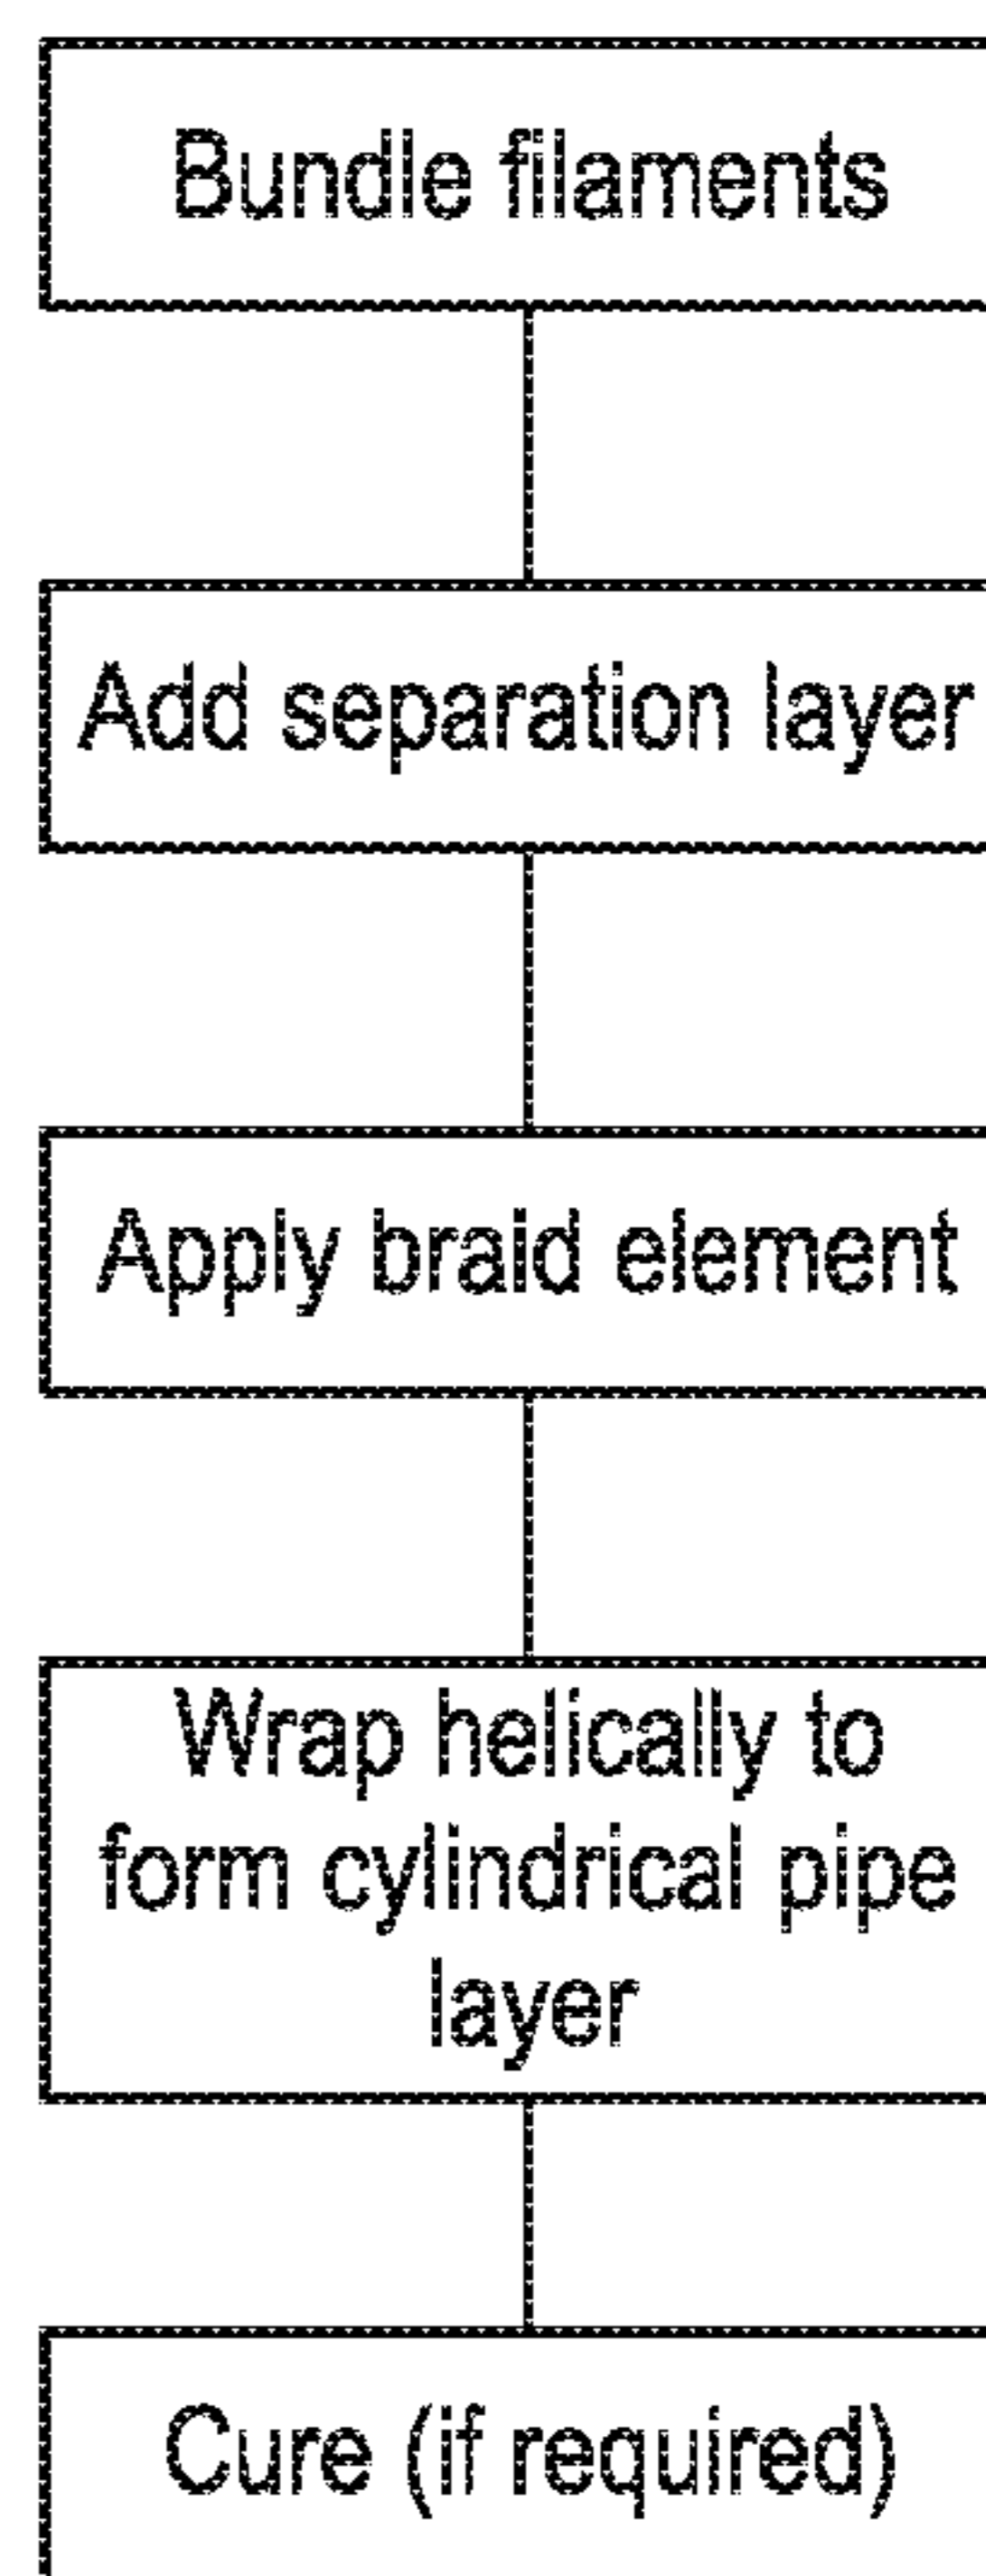 Bundle filaments
Add separation layer
Apply braid element
Wrap helically to
form cylindrical pipe
layer
Cure (if required)